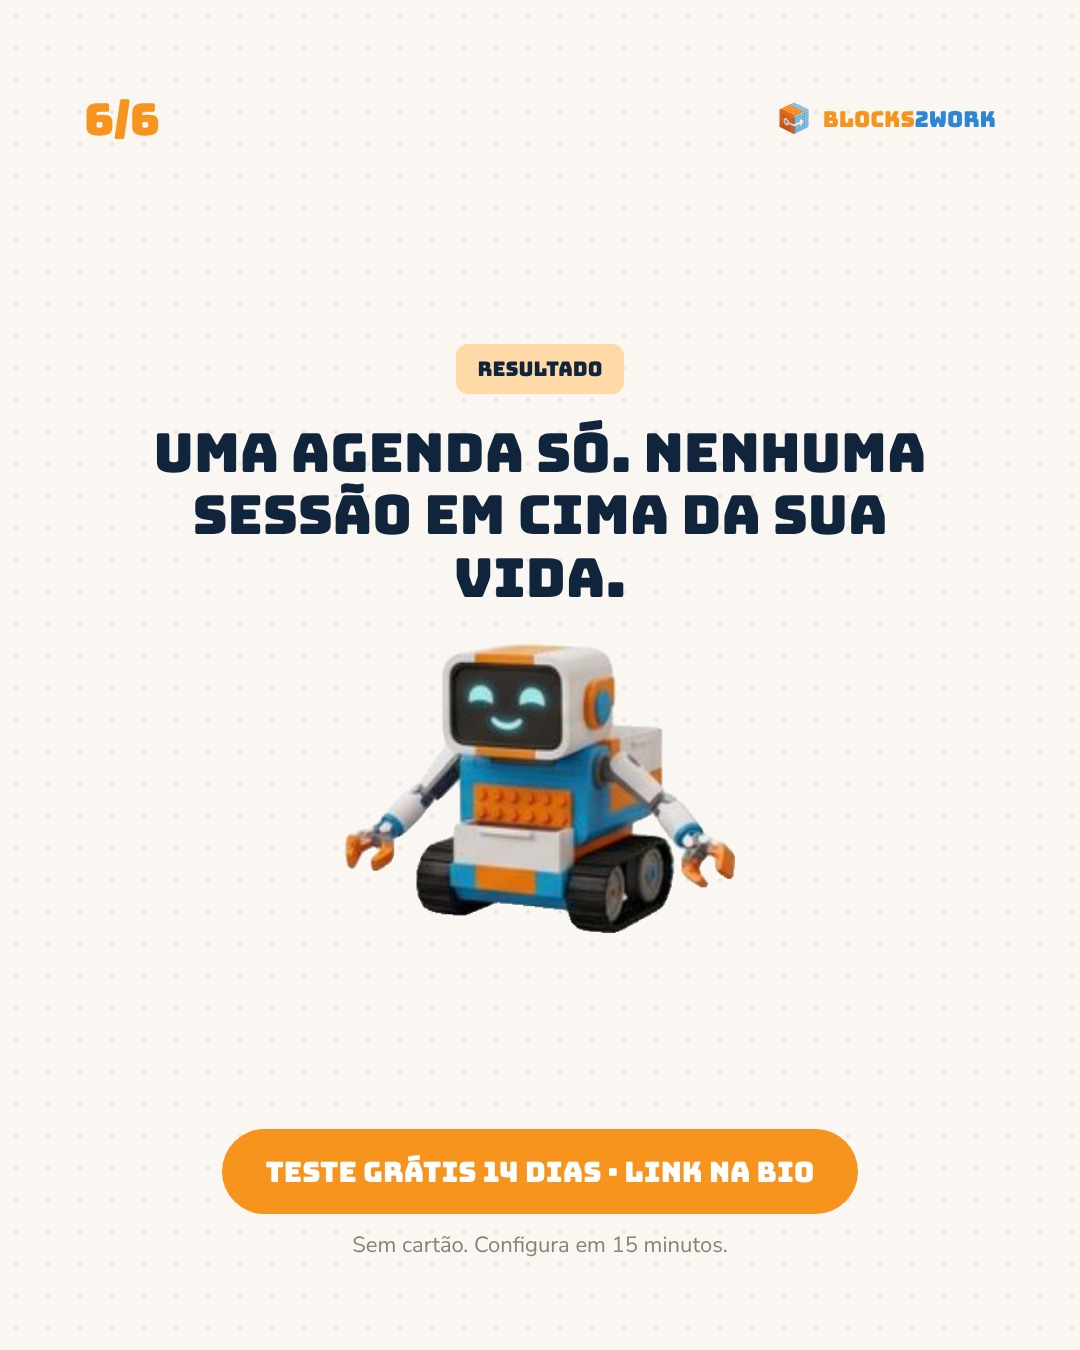 6/6
BLOCKS2WORK
RESULTADO
UMA AGENDA SÓ. NENHUMA
SESSÃO EM CIMA DA SUA
VIDA.
TESTE GRÁTIS 14 DIAS · LINK NA BIO
Sem cartão. Configura em 15 minutos.